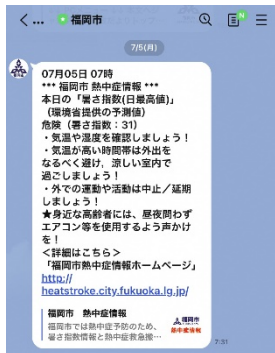 福岡市
7/5(月)
07月05日 07時
*** 福岡市 熱中症情報 ***
本日の「暑さ指数(日最高値)」
(環境省提供の予測値)
危険(暑さ指数:31)
・気温や湿度を確認しましょう!
・気温が高い時間帯は外出を
なるべく避け,涼しい室内で
過ごしましょう!
・外での運動や活動は中止/延期
しましょう!
★身近な高齢者には、昼夜問わず
エアコン等を使用するよう声かけ
を!
<詳細はこちら>
「福岡市熱中症情報ホームページ」
http://
heatstroke.city.fukuoka.lg.jp/
福岡市 熱中症情報
福岡市では熱中症予防のため、
暑さ指数情報と熱中症救急搬…
福岡市
熱中症情報
7:31